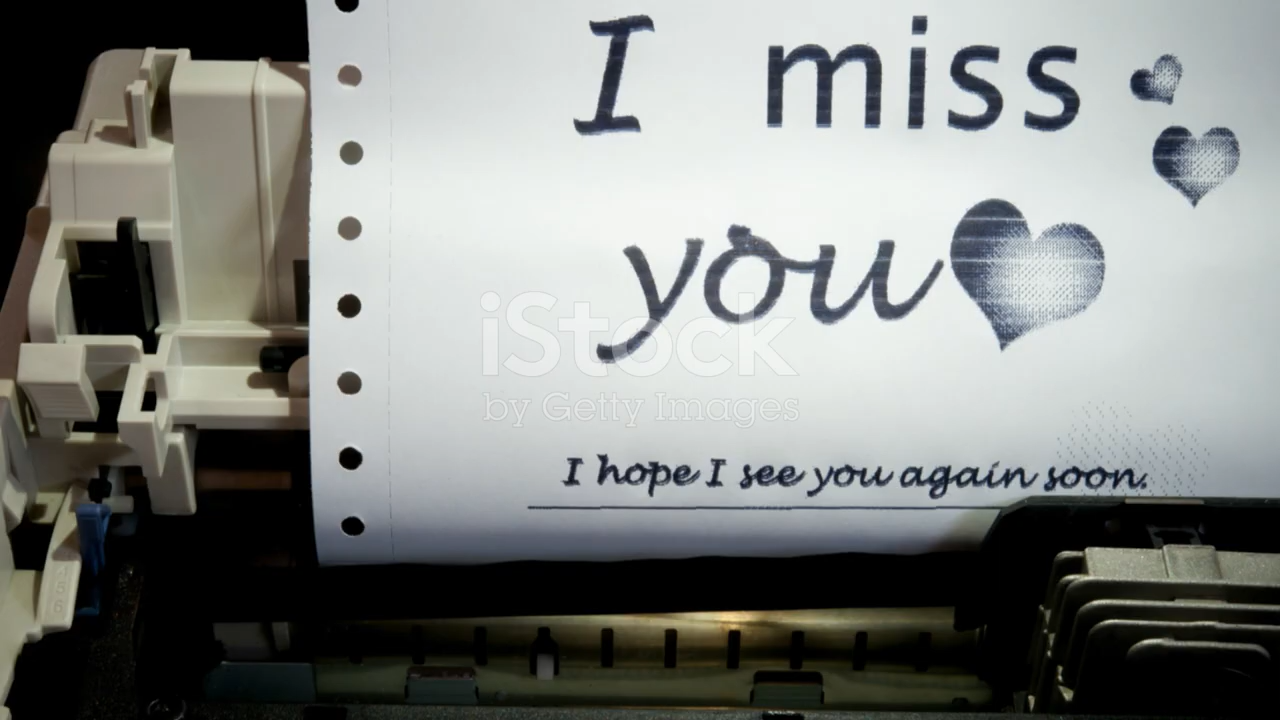 I miss
you
iStock
by Getty Images
I hope I see you again soon.